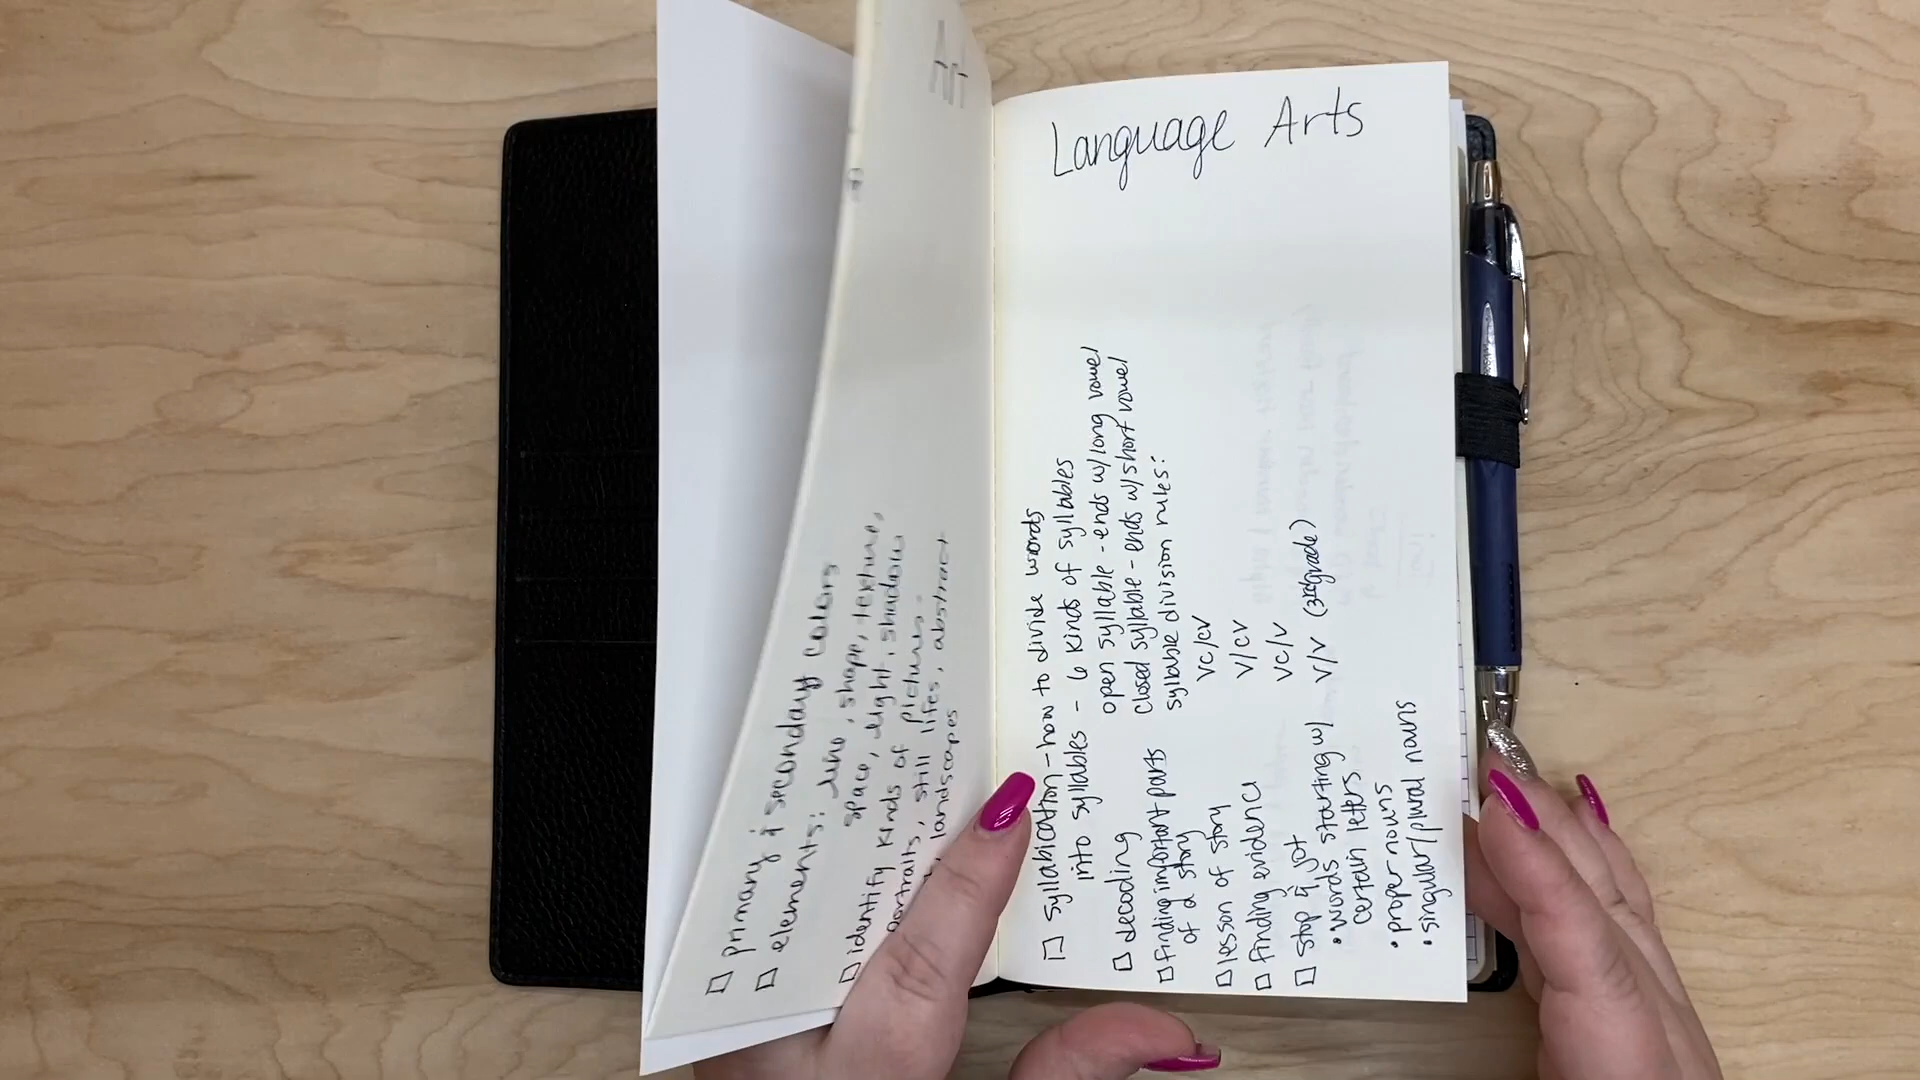 Art
□ primary & secondary colors
□ elements: line, shape, texture,
space, light, shadow
□ identify kinds of pictures -
portraits, still lifes, abstract
landscapes
Language Arts
□ syllabication - how to divide words
into syllables - 6 kinds of syllables
open syllable - ends w/long vowel
closed syllable - ends w/short vowel
syllable division rules:
VC/CV
V/CV
VC/V
V/V (3rd grade)
□ decoding
□ finding important parts
of a story
□ lesson of story
□ finding evidence
□ stop & jot
• words starting w/
certain letters
• proper nouns
• singular/plural nouns